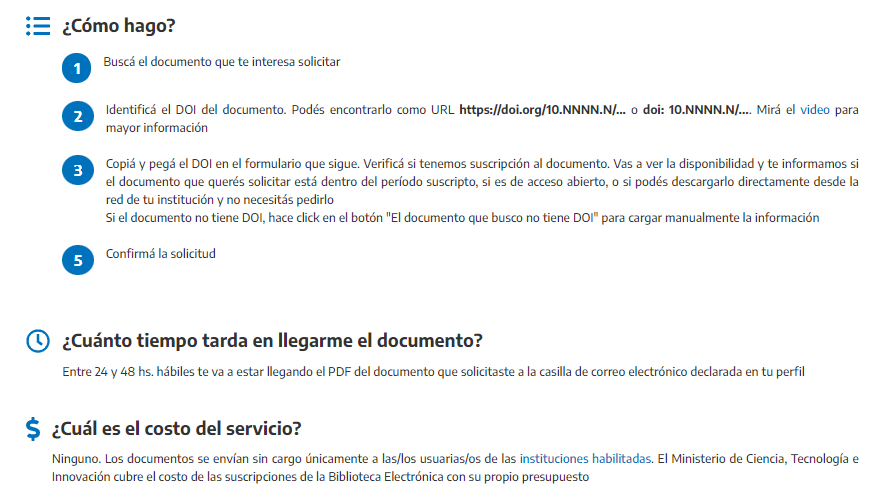 ¿Cómo hago?
1
Buscá el documento que te interesa solicitar
2
Identificá el DOI del documento. Podés encontrarlo como URL https://doi.org/10.NNNN.N/... o doi: 10.NNNN.N/.... Mirá el video para
mayor información
3
Copiá y pegá el DOI en el formulario que sigue. Verificá si tenemos suscripción al documento. Vas a ver la disponibilidad y te informamos si
el documento que querés solicitar está dentro del período suscripto, si es de acceso abierto, o si podés descargarlo directamente desde la
red de tu institución y no necesitás pedirlo
Si el documento no tiene DOI, hace click en el botón "El documento que busco no tiene DOI" para cargar manualmente la información
5
Confirmá la solicitud
¿Cuánto tiempo tarda en llegarme el documento?
Entre 24 y 48 hs. hábiles te va a estar llegando el PDF del documento que solicitaste a la casilla de correo electrónico declarada en tu perfil
$ ¿Cuál es el costo del servicio?
Ninguno. Los documentos se envían sin cargo únicamente a las/los usuarias/os de las instituciones habilitadas. El Ministerio de Ciencia, Tecnología e
Innovación cubre el costo de las suscripciones de la Biblioteca Electrónica con su propio presupuesto